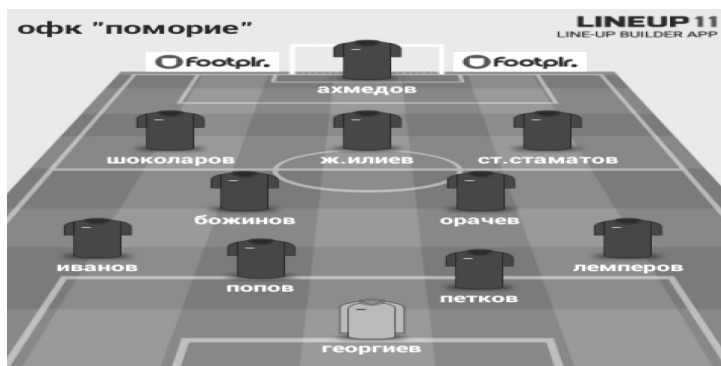 офк "поморие"
LINEUP 11
LINE-UP BUILDER APP
footplr.
footplr.
ахмедов
шоколаров
ж.илиев
ст.стаматов
божинов
орачев
иванов
лемперов
попов
петков
георгиев